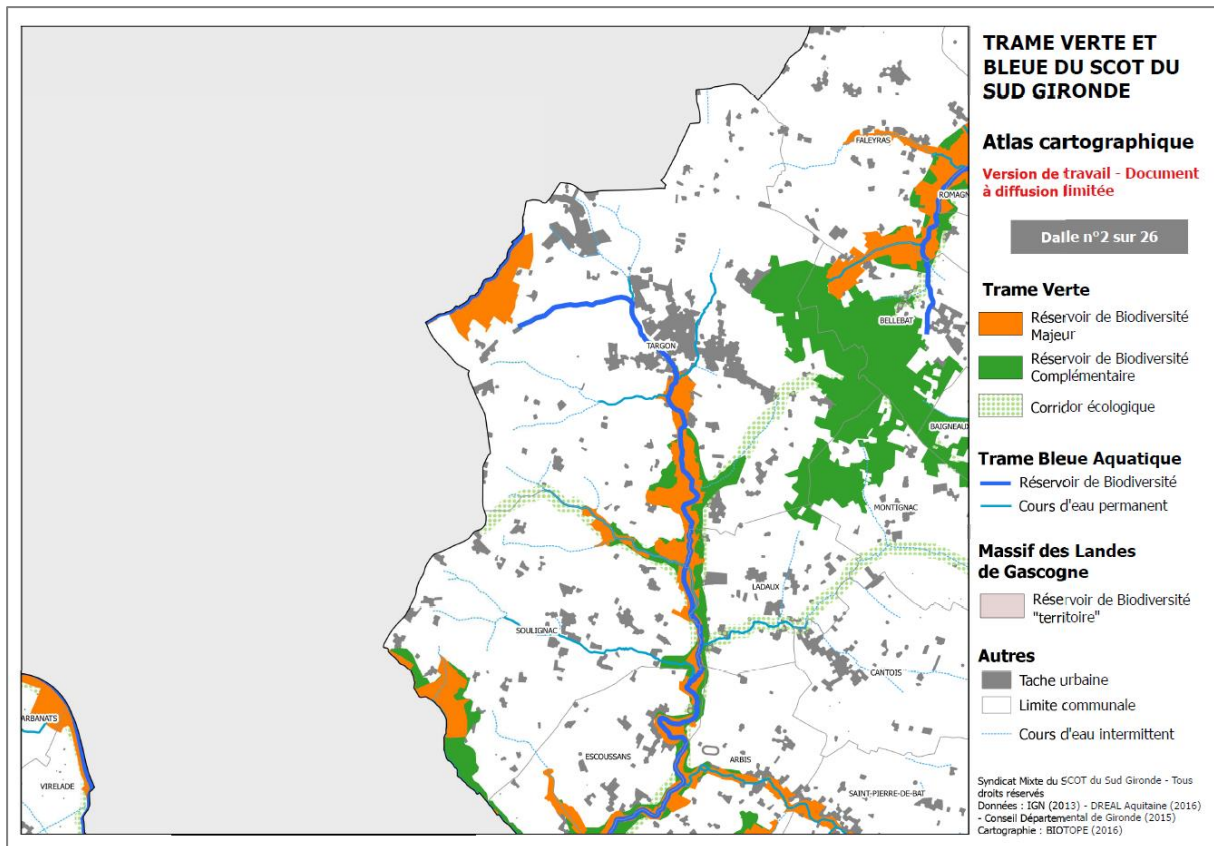 TRAME VERTE ET
BLEUE DU SCOT DU
SUD GIRONDE
Atlas cartographique
Version de travail - Document
à diffusion limitée
Dalle n°2 sur 26
Trame Verte
Réservoir de Biodiversité
Majeur
Réservoir de Biodiversité
Complémentaire
Corridor écologique
Trame Bleue Aquatique
Réservoir de Biodiversité
Cours d'eau permanent
Massif des Landes
de Gascogne
Réservoir de Biodiversité
"territoire"
Autres
Tache urbaine
Limite communale
Cours d'eau intermittent
Syndicat Mixte du SCOT du Sud Gironde - Tous
droits réservés
Données : IGN (2013) - DREAL Aquitaine (2016)
- Conseil Départemental de Gironde (2015)
Cartographie : BIOTOPE (2016)
FALEYRAS
ROMAGN
BELLEBAT
TARGON
BAIGNEAUX
MONTIGNAC
LADAUX
SOULIGNAC
CANTOIS
ARBANATS
ESCOUSSANS
ARBIS
VIRELADE
SAINT-PIERRE-DE-BAT